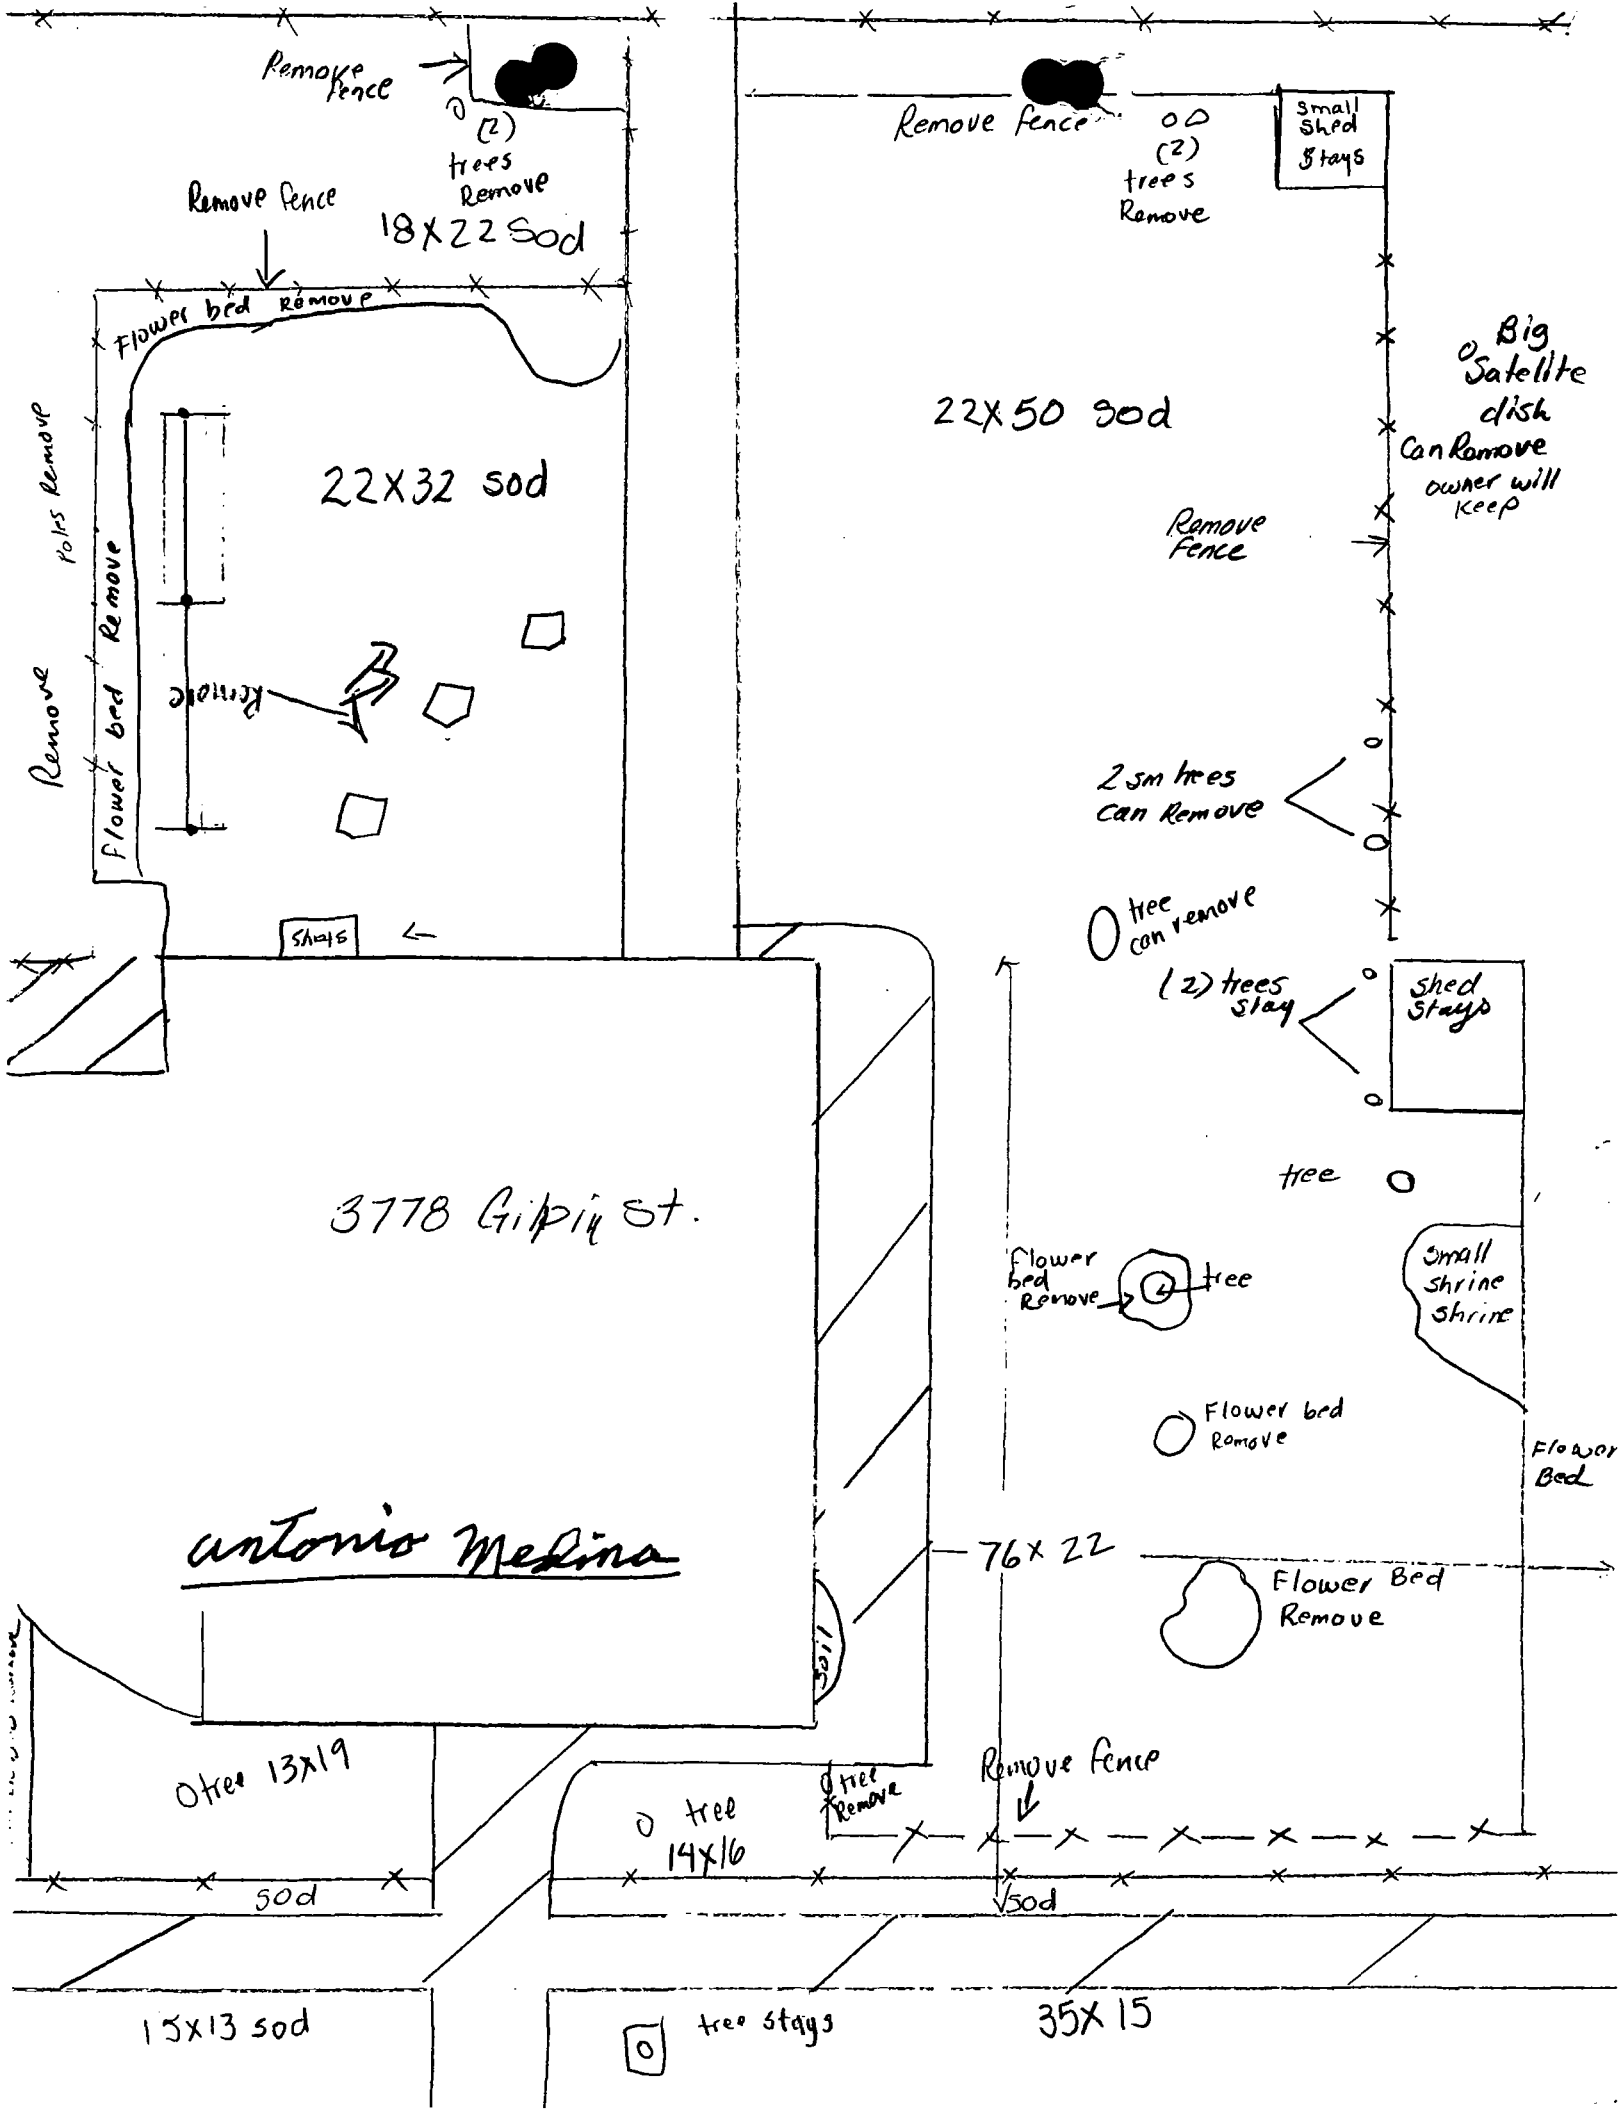 Remove
fence
(2)
trees
Remove
Remove fence
18X22 Sod
Flower bed Remove
Poles Remove
Remove
Flower bed Remove
22X32 sod
Remove
Stays
Remove fence
(2)
trees
Remove
small
shed
Stays
22X50 Sod
Big
Satelite
dish
Can Remove
owner will
keep
Remove
fence
2 sm trees
can Remove
tree
can remove
(2) trees
stay
shed
stays
tree
3778 Gilpin St.
Flower
bed
Remove
tree
small
shrine
shrine
Flower bed
Remove
Flower
Bed
antonio Medina
76X 22
Flower Bed
Remove
soil
tree 13X19
tree
14X16
tree
Remove
Remove fence
sod
sod
15X13 sod
tree stays
35X15